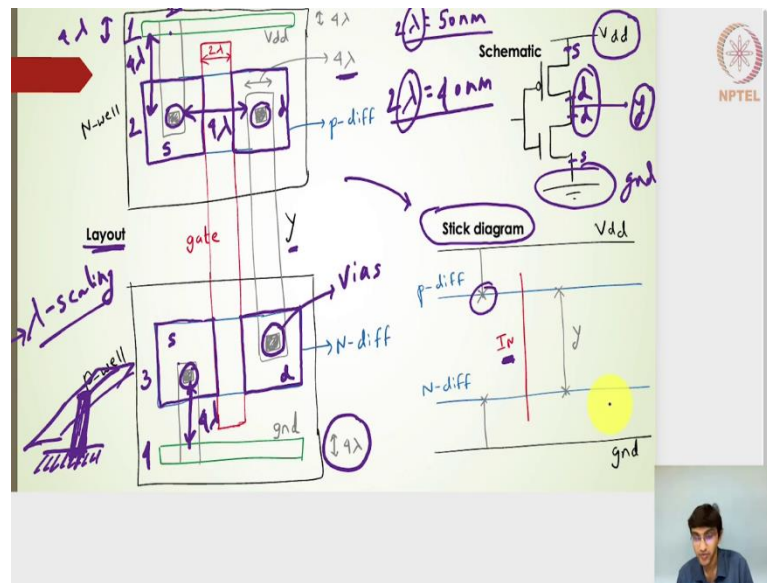 4λ
1
Vdd
4λ
2λ = 50nm
4λ
2λ
4λ
2λ = 40nm
Schematic
Vdd
s
NPTEL
N-well
2
4λ
s
d
p-diff
d
d
y
s
gnd
Layout
gate
y
Stick diagram
Vdd
p-diff
λ-scaling
Vias
IN
y
p-well
s
3
d
N-diff
N-diff
4λ
gnd
4
4λ
gnd